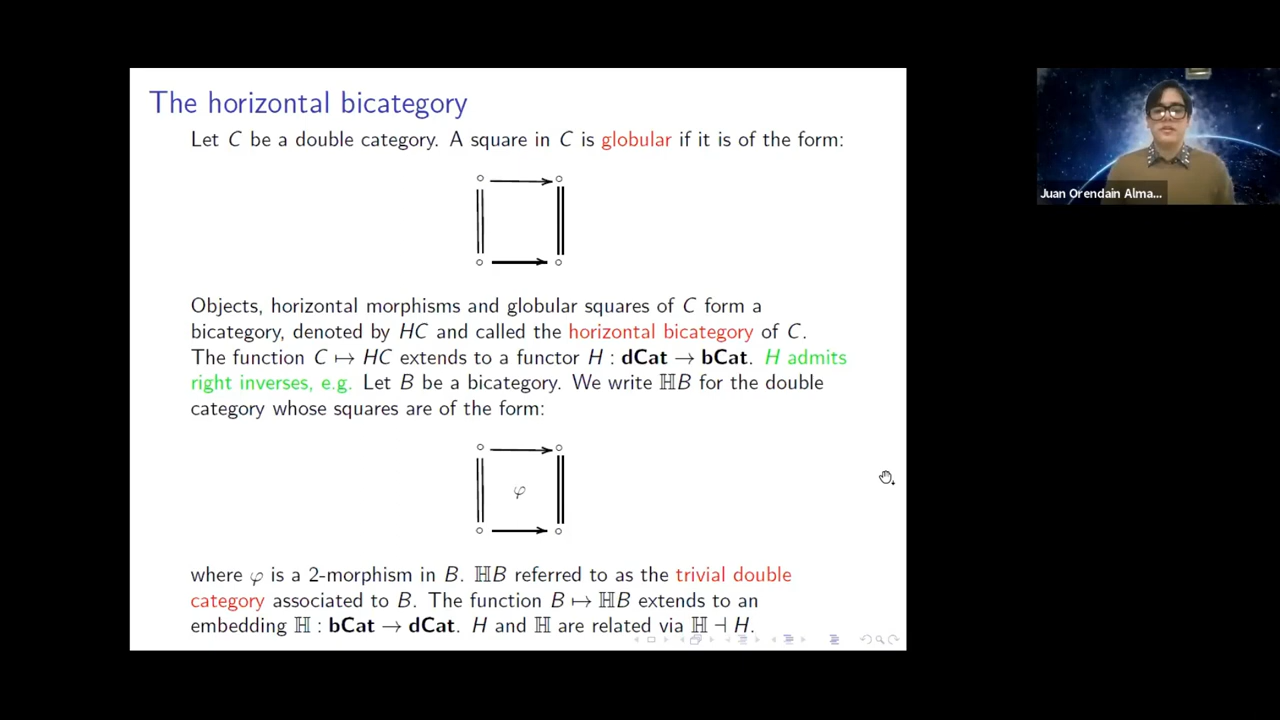 The horizontal bicategory
Let C be a double category. A square in C is globular if it is of the form:
Objects, horizontal morphisms and globular squares of C form a
bicategory, denoted by HC and called the horizontal bicategory of C.
The function C ↦ HC extends to a functor H : dCat → bCat. H admits
right inverses, e.g. Let B be a bicategory. We write ℍB for the double
category whose squares are of the form:
φ
where φ is a 2-morphism in B. ℍB referred to as the trivial double
category associated to B. The function B ↦ ℍB extends to an
embedding ℍ : bCat → dCat. H and ℍ are related via ℍ ⊣ H.
Juan Orendain Alma...